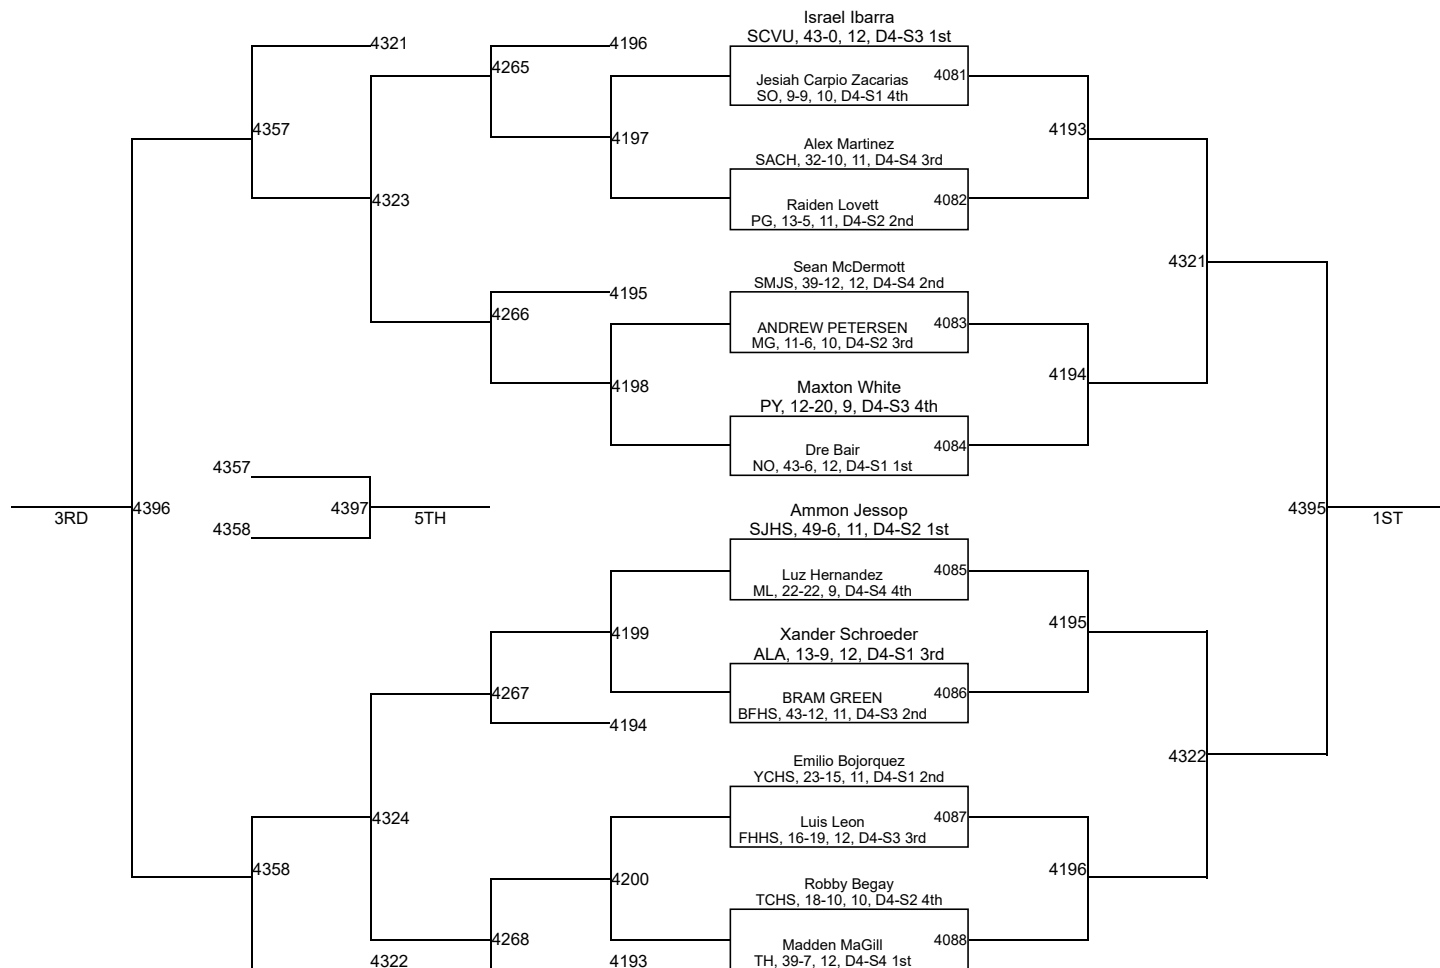 Israel Ibarra
SCVU, 43-0, 12, D4-S3 1st
4321
4196
4265
Jesiah Carpio Zacarias
4081
SO, 9-9, 10, D4-S1 4th
4357
4197
4193
Alex Martinez
SACH, 32-10, 11, D4-S4 3rd
4323
Raiden Lovett
4082
PG, 13-5, 11, D4-S2 2nd
4321
Sean McDermott
SMJS, 39-12, 12, D4-S4 2nd
4195
4266
ANDREW PETERSEN
4083
MG, 11-6, 10, D4-S2 3rd
4194
4198
Maxton White
PY, 12-20, 9, D4-S3 4th
Dre Bair
4084
NO, 43-6, 12, D4-S1 1st
4357
4396
4397
4395
3RD
5TH
1ST
4358
Ammon Jessop
SJHS, 49-6, 11, D4-S2 1st
Luz Hernandez
4085
ML, 22-22, 9, D4-S4 4th
4199
4195
Xander Schroeder
ALA, 13-9, 12, D4-S1 3rd
4267
BRAM GREEN
4086
BFHS, 43-12, 11, D4-S3 2nd
4194
4322
Emilio Bojorquez
YCHS, 23-15, 11, D4-S1 2nd
4324
Luis Leon
4087
FHHS, 16-19, 12, D4-S3 3rd
4358
4200
4196
Robby Begay
TCHS, 18-10, 10, D4-S2 4th
4268
Madden MaGill
4088
4322
4193
TH, 39-7, 12, D4-S4 1st